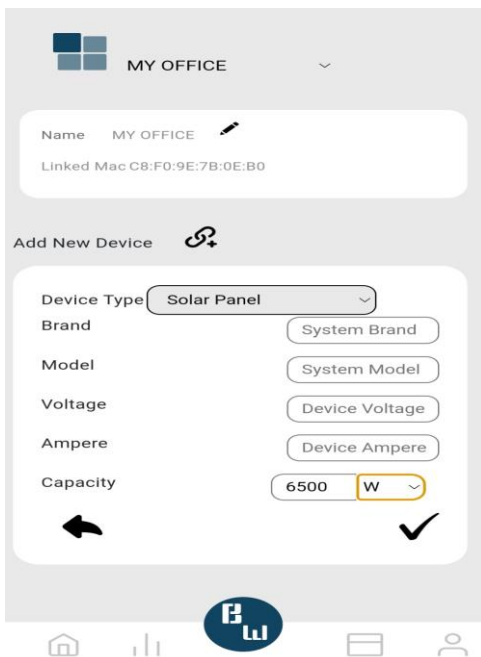 MY OFFICE
Name MY OFFICE
Linked Mac C8:F0:9E:7B:0E:B0
Add New Device
Device Type Solar Panel
Brand System Brand
Model System Model
Voltage Device Voltage
Ampere Device Ampere
Capacity 6500 W
BW